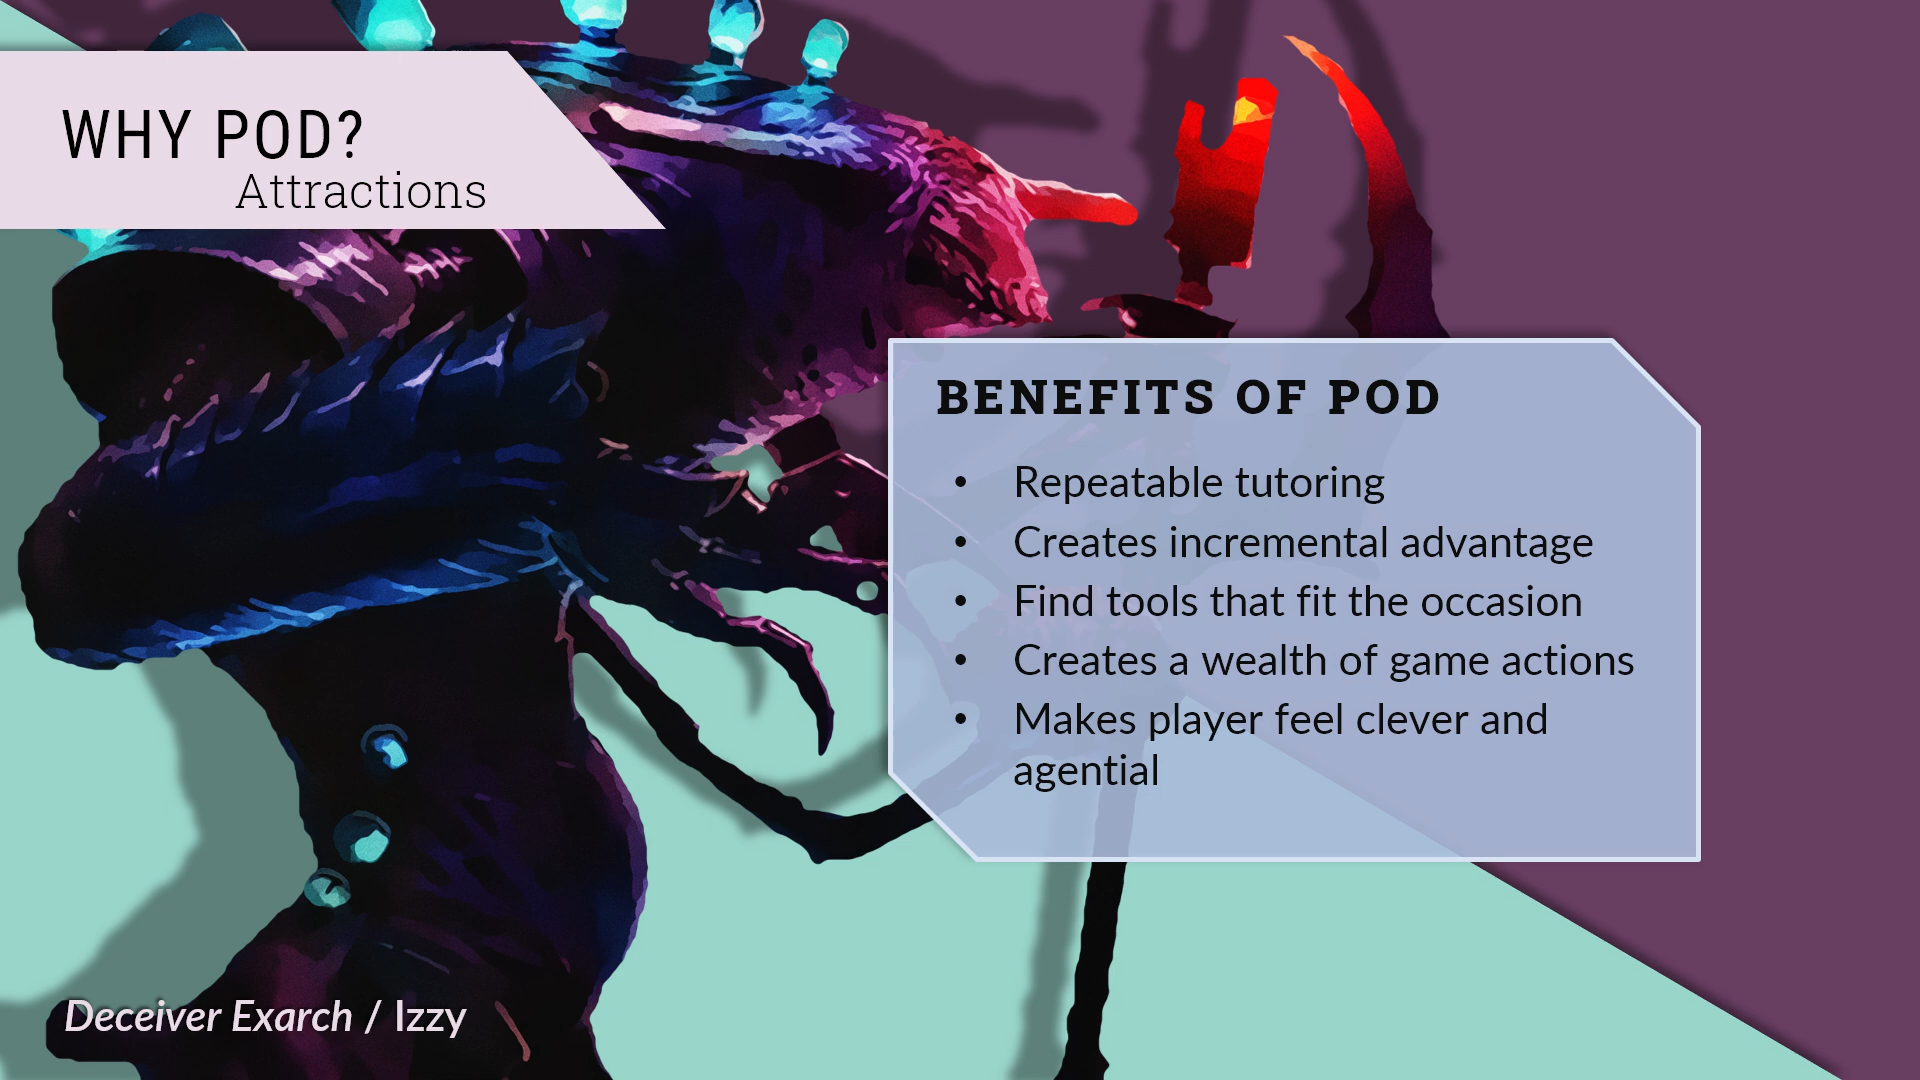 WHY POD?
Attractions
BENEFITS OF POD
• Repeatable tutoring
• Creates incremental advantage
• Find tools that fit the occasion
• Creates a wealth of game actions
• Makes player feel clever and
agential
Deceiver Exarch / Izzy